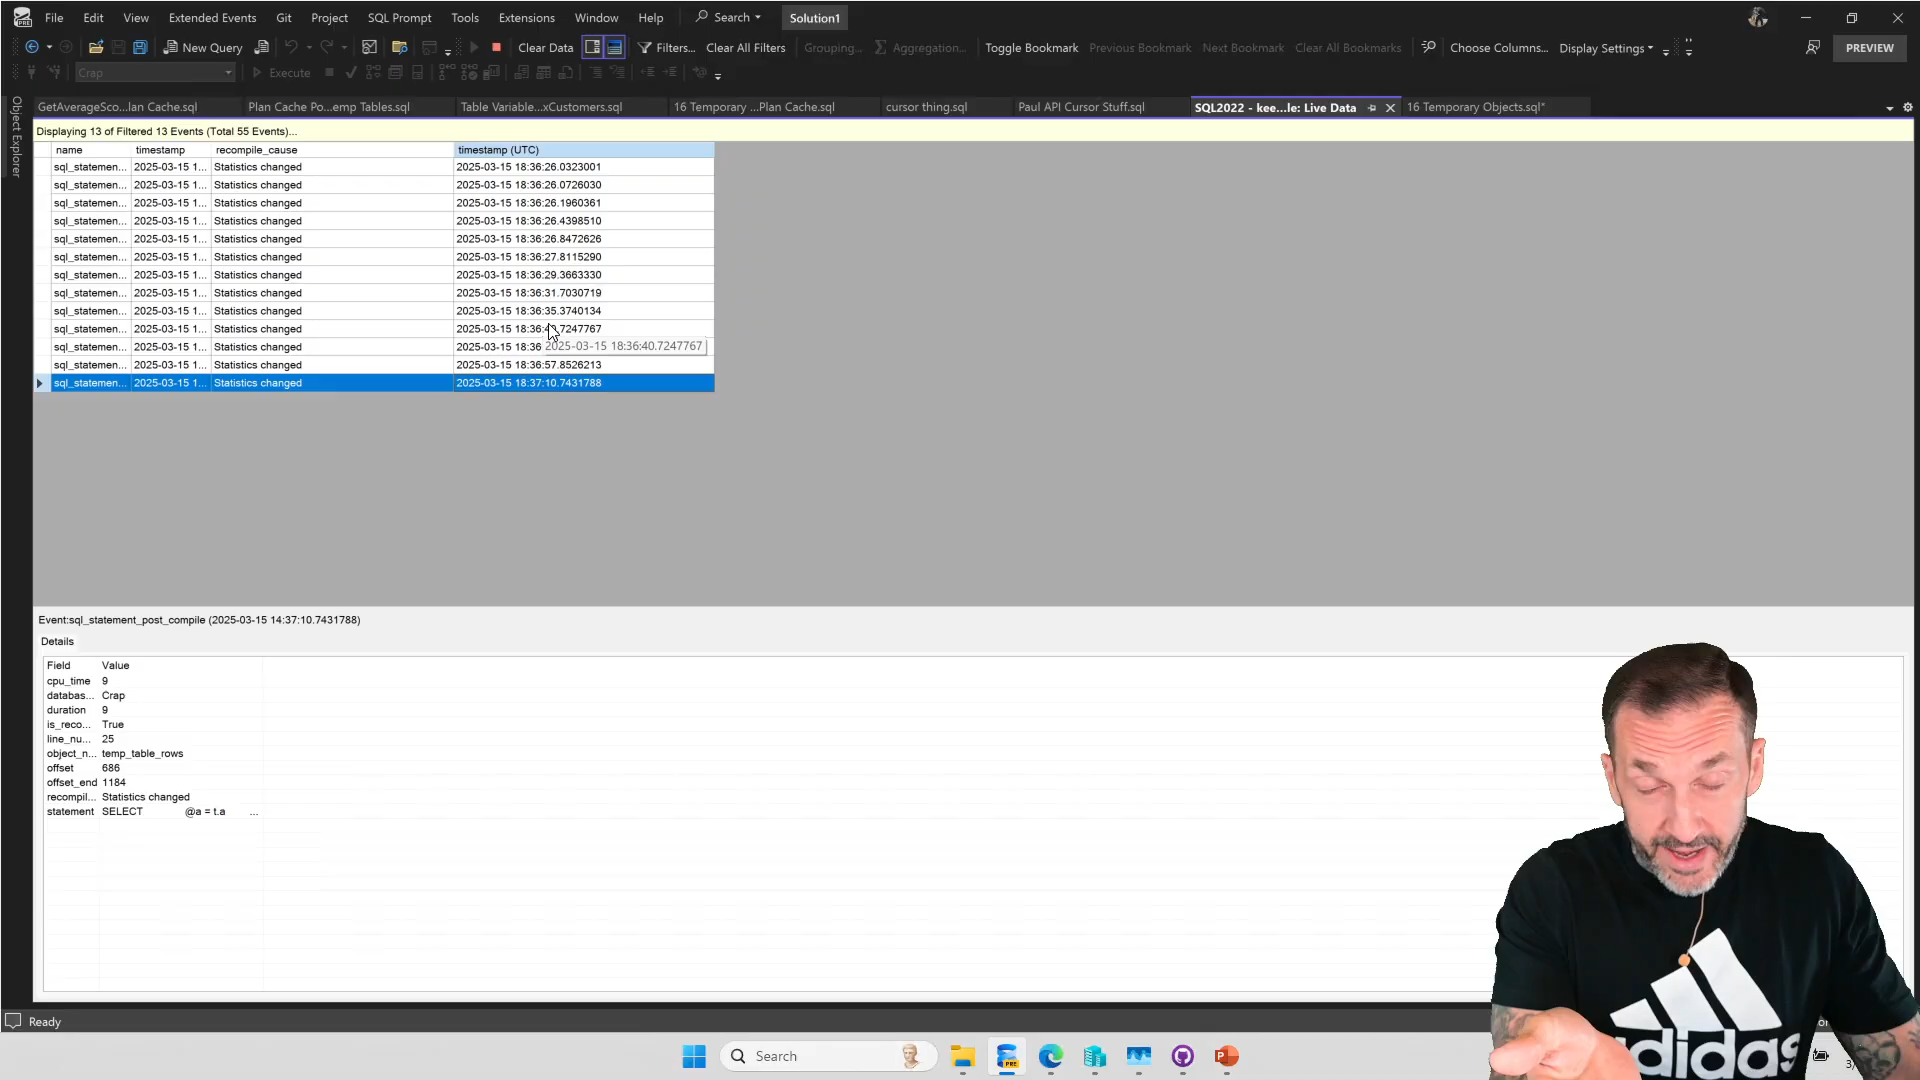 File Edit View Extended Events Git Project SQL Prompt Tools Extensions Window Help Search Solution1
New Query Clear Data Filters... Clear All Filters Grouping... Aggregation... Toggle Bookmark Previous Bookmark Next Bookmark Clear All Bookmarks Choose Columns... Display Settings PREVIEW
Crap Execute
GetAverageSco...lan Cache.sql Plan Cache Po...emp Tables.sql Table Variable...xCustomers.sql 16 Temporary ...Plan Cache.sql cursor thing.sql Paul API Cursor Stuff.sql SQL2022 - kee...le: Live Data 16 Temporary Objects.sql*
Object Explorer
Displaying 13 of Filtered 13 Events (Total 55 Events)...
name timestamp recompile_cause timestamp (UTC)
sql_statemen... 2025-03-15 1... Statistics changed 2025-03-15 18:36:26.0323001
sql_statemen... 2025-03-15 1... Statistics changed 2025-03-15 18:36:26.0726030
sql_statemen... 2025-03-15 1... Statistics changed 2025-03-15 18:36:26.1960361
sql_statemen... 2025-03-15 1... Statistics changed 2025-03-15 18:36:26.4398510
sql_statemen... 2025-03-15 1... Statistics changed 2025-03-15 18:36:26.8472626
sql_statemen... 2025-03-15 1... Statistics changed 2025-03-15 18:36:27.8115290
sql_statemen... 2025-03-15 1... Statistics changed 2025-03-15 18:36:29.3663330
sql_statemen... 2025-03-15 1... Statistics changed 2025-03-15 18:36:31.7030719
sql_statemen... 2025-03-15 1... Statistics changed 2025-03-15 18:36:35.3740134
sql_statemen... 2025-03-15 1... Statistics changed 2025-03-15 18:36:40.7247767
sql_statemen... 2025-03-15 1... Statistics changed 2025-03-15 18:36 2025-03-15 18:36:40.7247767
sql_statemen... 2025-03-15 1... Statistics changed 2025-03-15 18:36:57.8526213
sql_statemen... 2025-03-15 1... Statistics changed 2025-03-15 18:37:10.7431788
Event:sql_statement_post_compile (2025-03-15 14:37:10.7431788)
Details
Field Value
cpu_time 9
databas... Crap
duration 9
is_reco... True
line_nu... 25
object_n... temp_table_rows
offset 686
offset_end 1184
recompil... Statistics changed
statement SELECT @a = t.a ...
Ready
Search
PRE
adidas